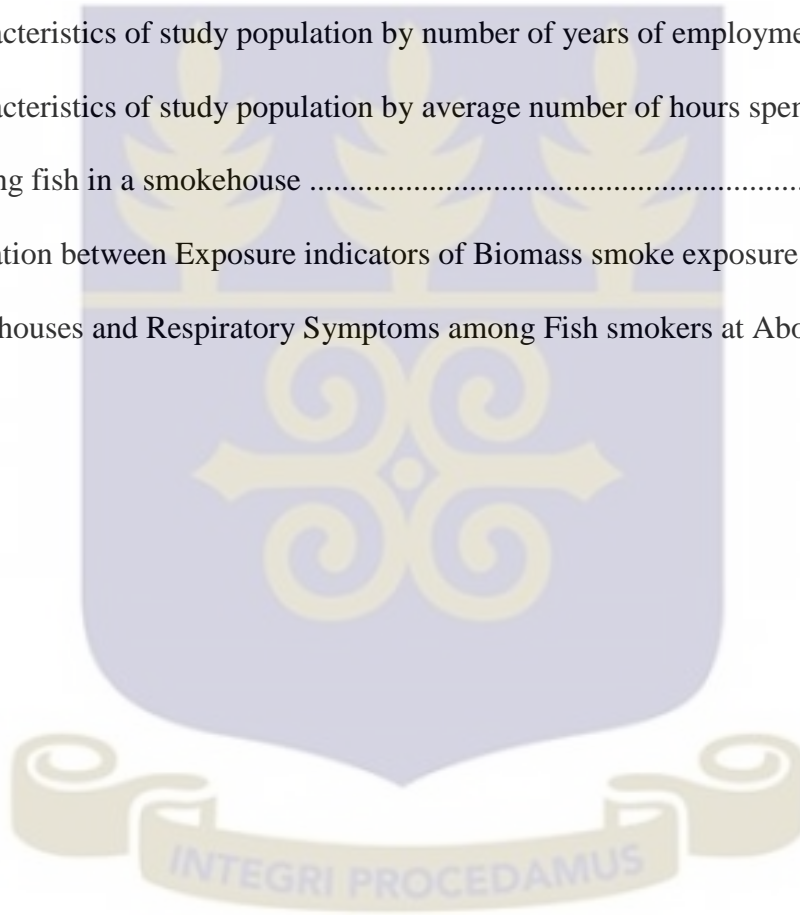 acteristics of study population by number of years of employme
acteristics of study population by average number of hours spen
ng fish in a smokehouse ............................................................
ation between Exposure indicators of Biomass smoke exposure
houses and Respiratory Symptoms among Fish smokers at Abo
INTEGRI PROCEDAMUS